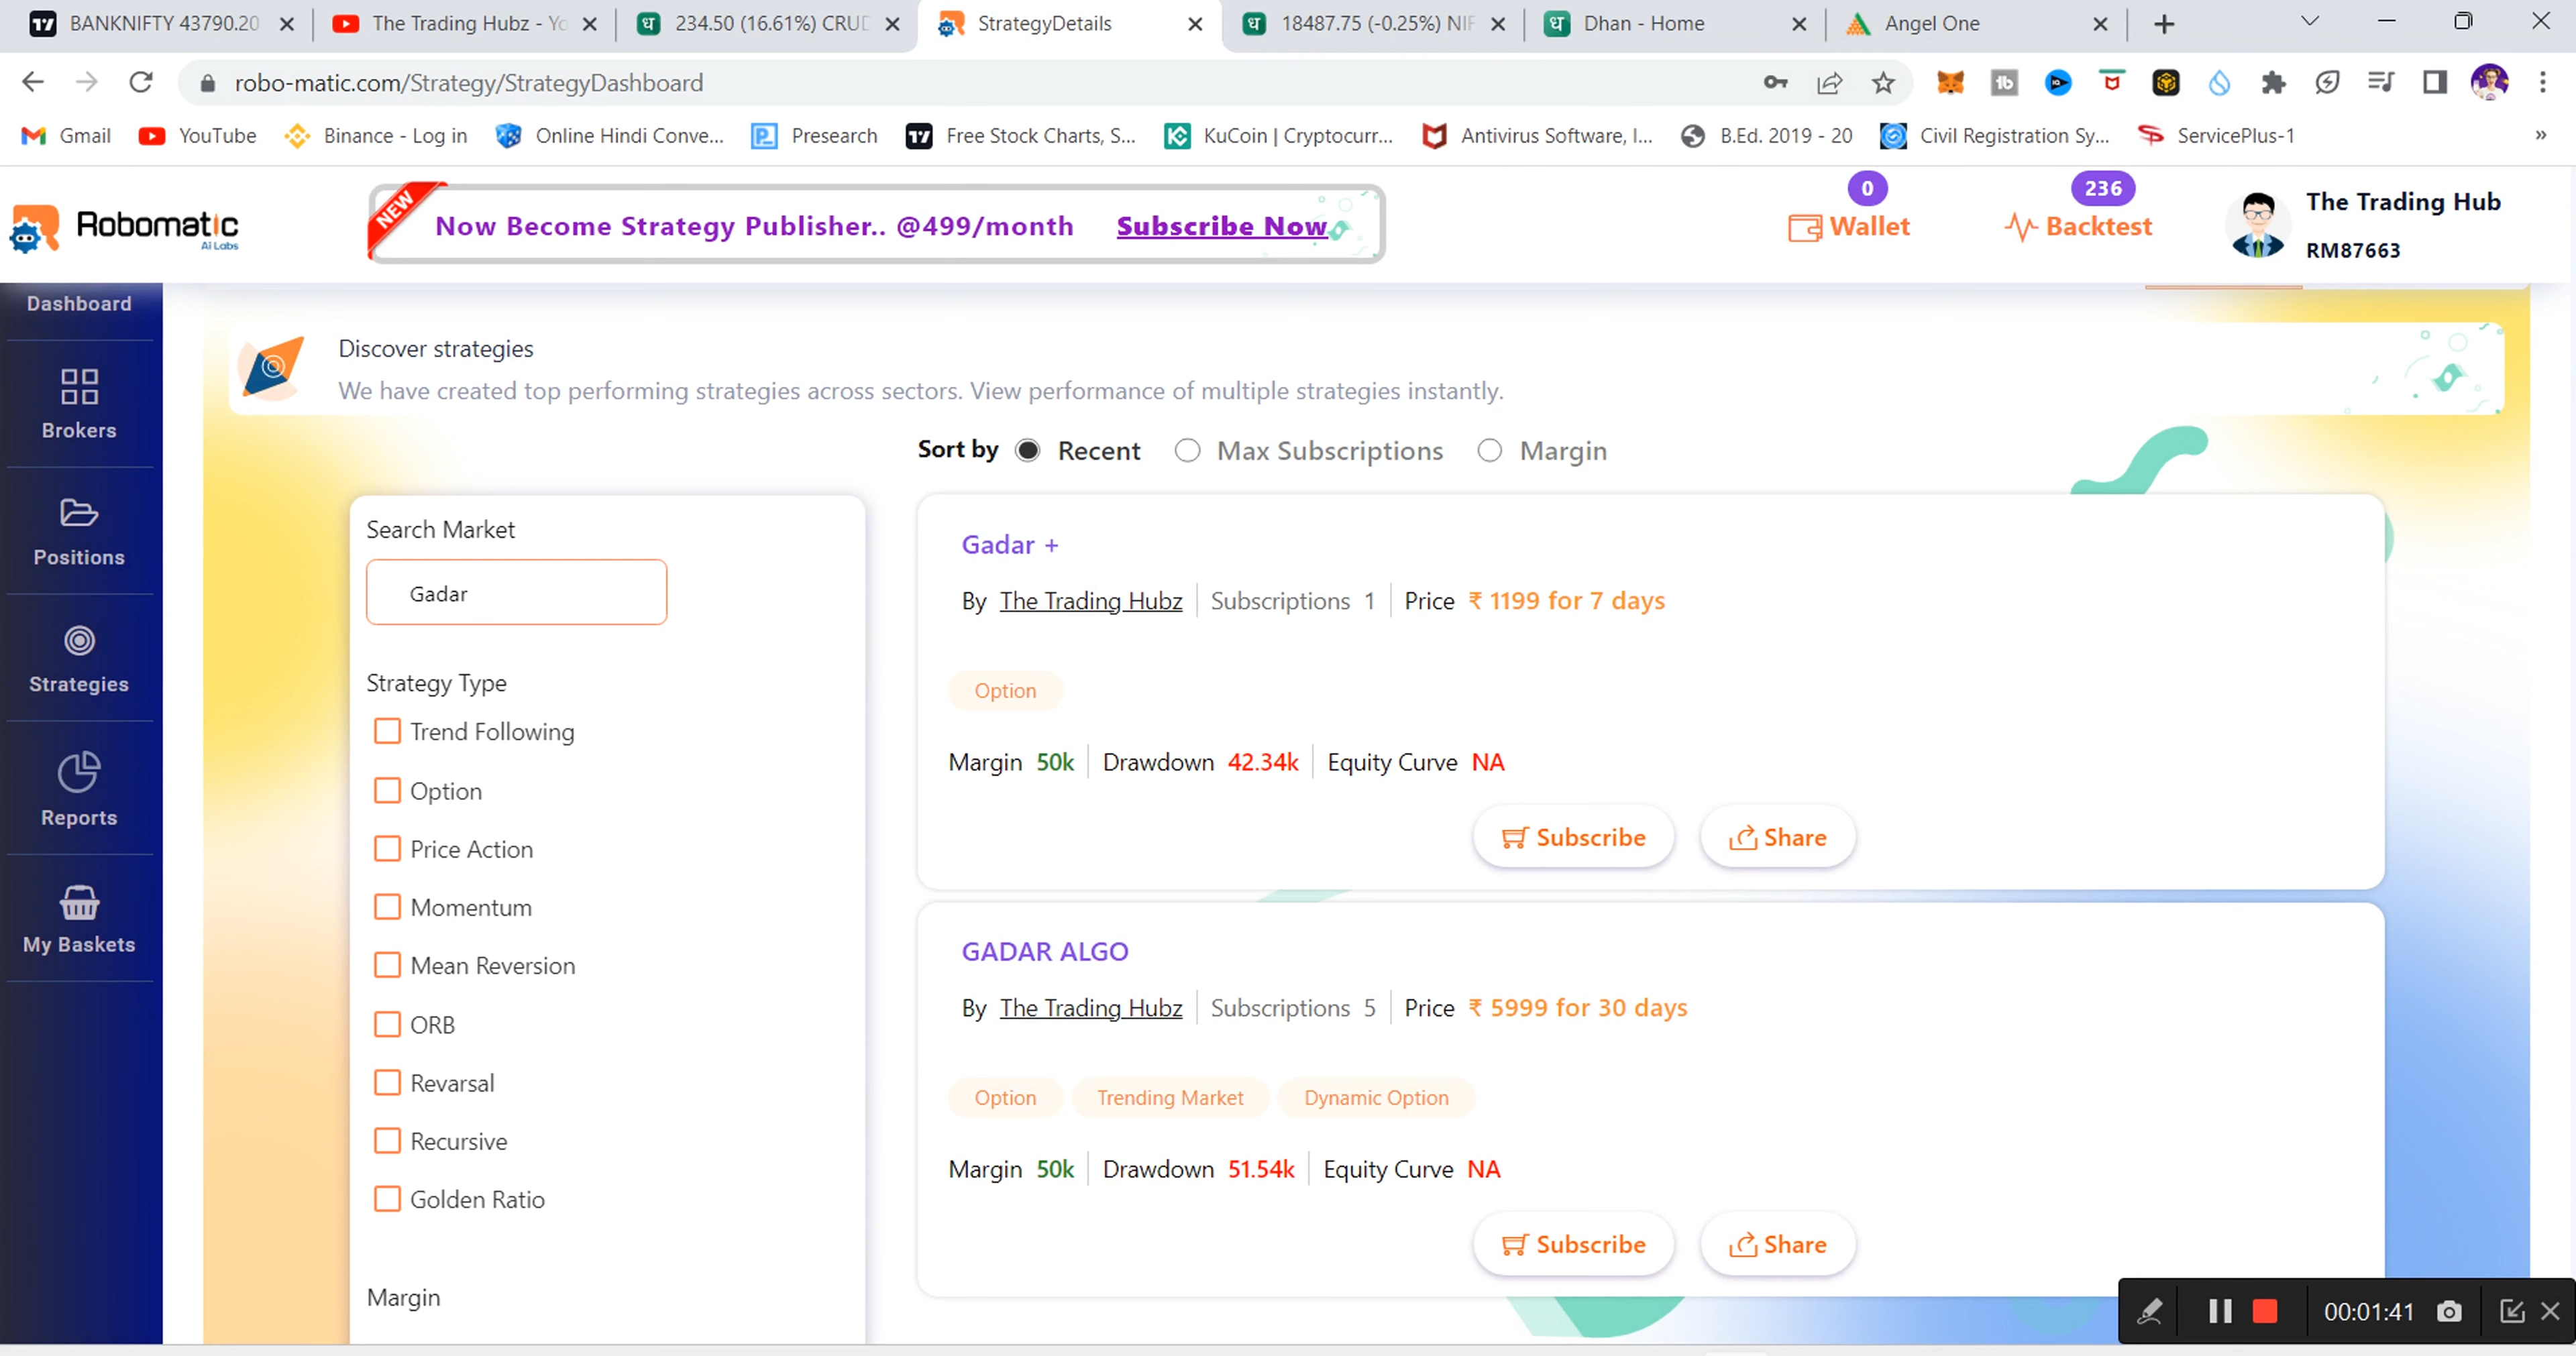 BANKNIFTY 43790.20
The Trading Hubz - Yo
234.50 (16.61%) CRUD
StrategyDetails
18487.75 (-0.25%) NIF
Dhan - Home
Angel One
robo-matic.com/Strategy/StrategyDashboard
Gmail
YouTube
Binance - Log in
Online Hindi Conve...
Presearch
Free Stock Charts, S...
KuCoin | Cryptocurr...
Antivirus Software, I...
B.Ed. 2019 - 20
Civil Registration Sy...
ServicePlus-1
»
Robomatic
Ai Labs
NEW
Now Become Strategy Publisher.. @499/month Subscribe Now
0
Wallet
236
Backtest
The Trading Hub
RM87663
Dashboard
Brokers
Positions
Strategies
Reports
My Baskets
Discover strategies
We have created top performing strategies across sectors. View performance of multiple strategies instantly.
Sort by Recent Max Subscriptions Margin
Search Market
Gadar
Strategy Type
Trend Following
Option
Price Action
Momentum
Mean Reversion
ORB
Revarsal
Recursive
Golden Ratio
Margin
Gadar +
By The Trading Hubz Subscriptions 1 Price ₹ 1199 for 7 days
Option
Margin 50k Drawdown 42.34k Equity Curve NA
Subscribe Share
GADAR ALGO
By The Trading Hubz Subscriptions 5 Price ₹ 5999 for 30 days
Option Trending Market Dynamic Option
Margin 50k Drawdown 51.54k Equity Curve NA
Subscribe Share
00:01:41